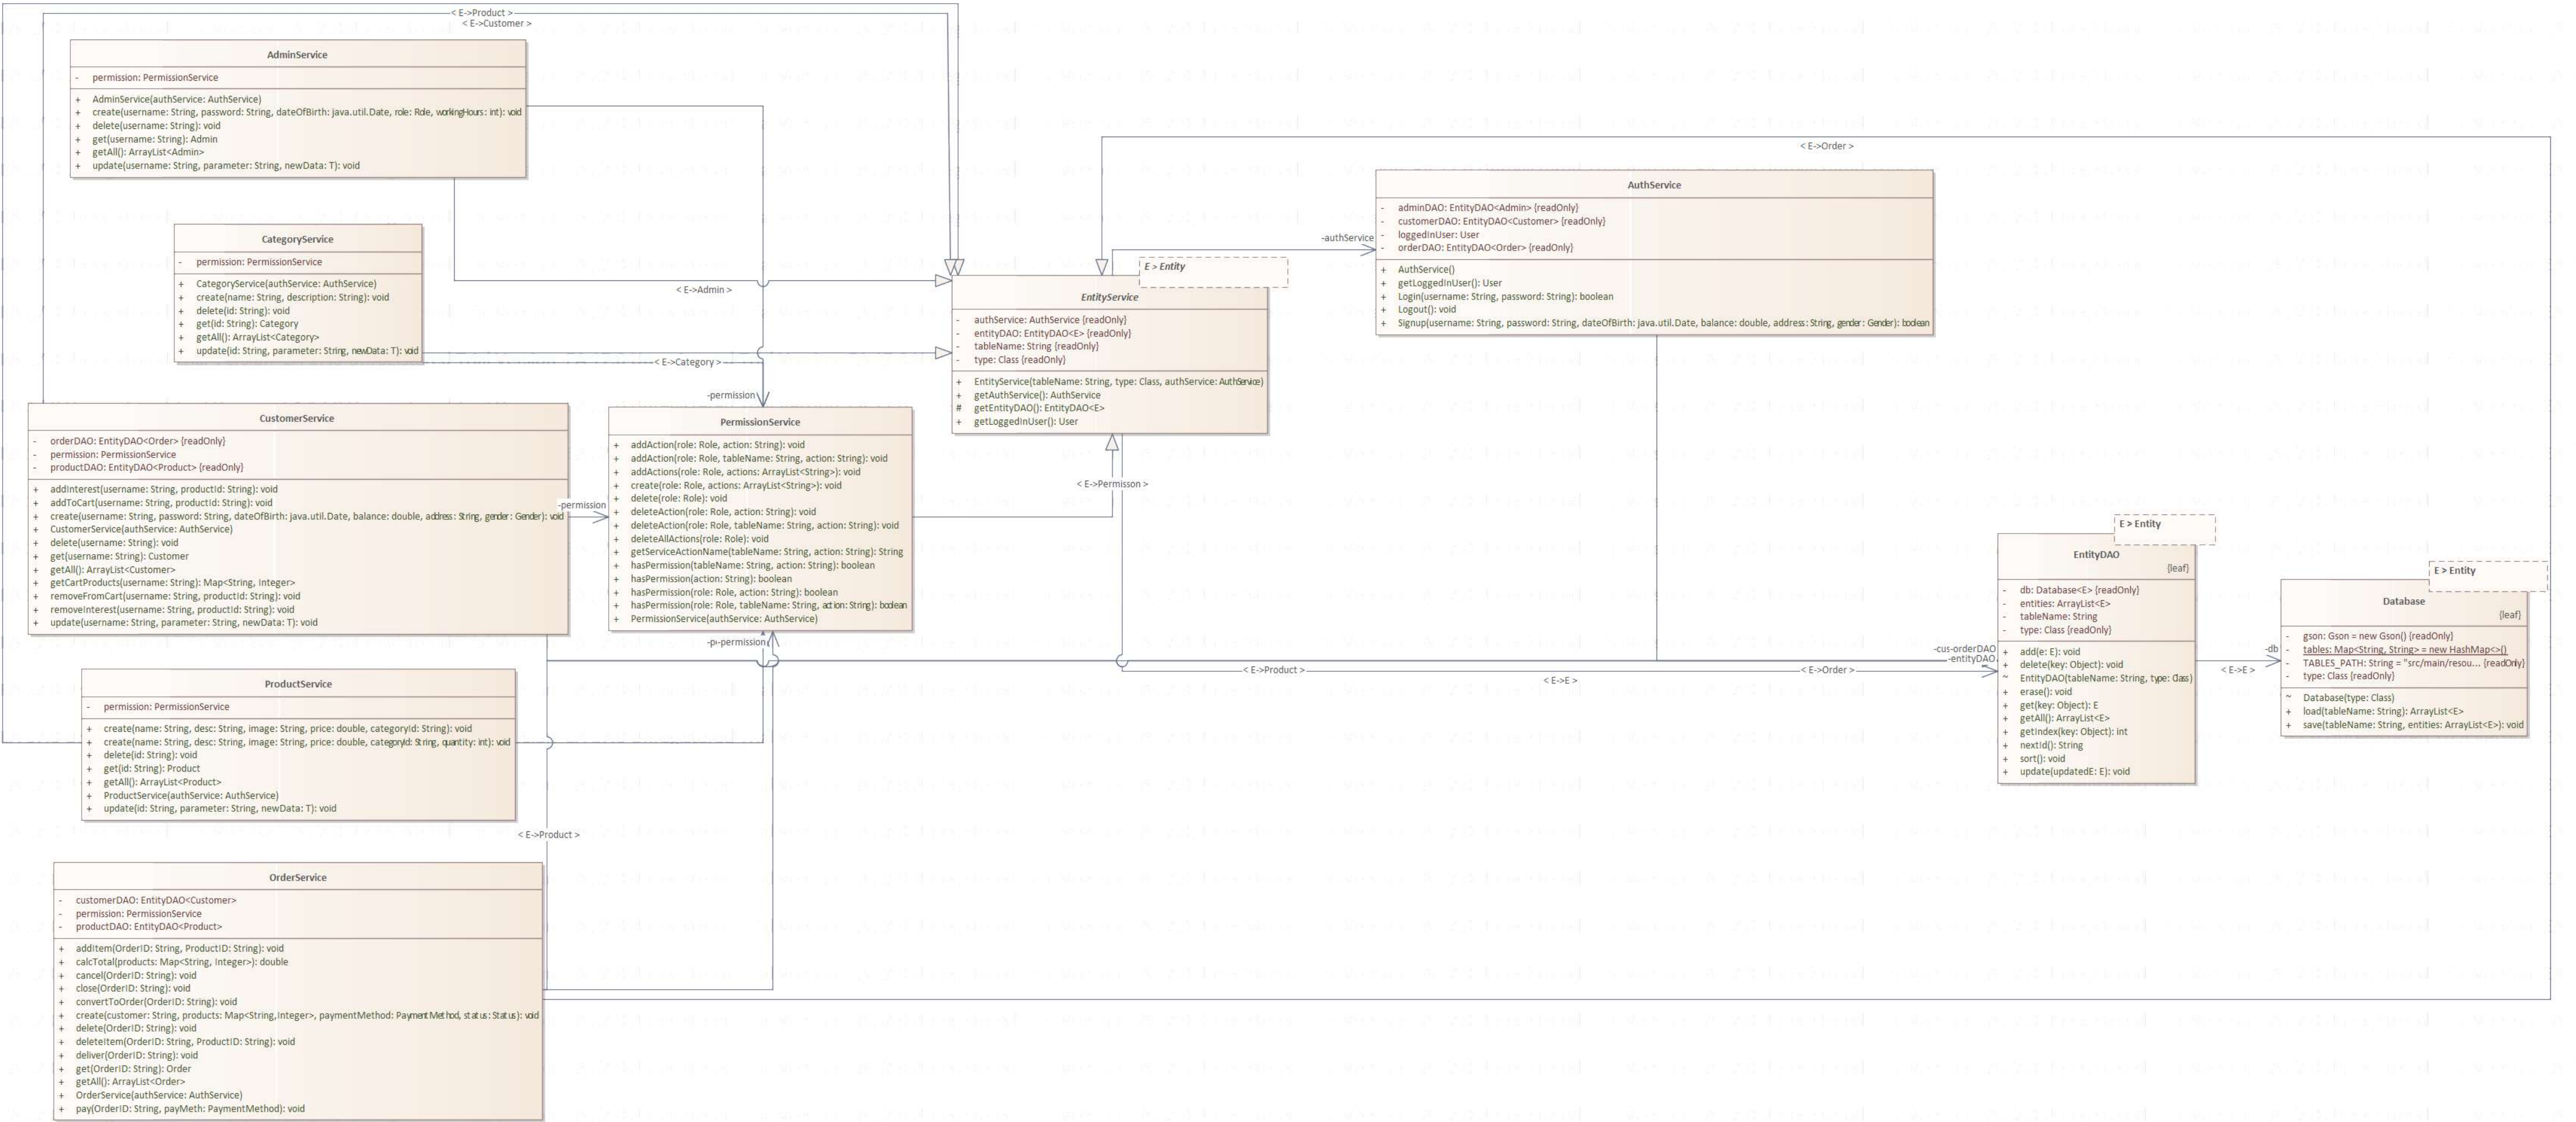 < E->Product >
< E->Customer >
AdminService
- permission: PermissionService
+ AdminService(authService: AuthService)
+ create(username: String, password: String, dateOfBirth: java.util.Date, role: Role, workingHours: int): void
+ delete(username: String): void
+ get(username: String): Admin
+ getAll(): ArrayList<Admin>
+ update(username: String, parameter: String, newData: T): void
< E->Order >
AuthService
- adminDAO: EntityDAO<Admin> {readOnly}
- customerDAO: EntityDAO<Customer> {readOnly}
- loggedInUser: User
- orderDAO: EntityDAO<Order> {readOnly}
+ AuthService()
+ getLoggedInUser(): User
+ Login(username: String, password: String): boolean
+ Logout(): void
+ Signup(username: String, password: String, dateOfBirth: java.util.Date, balance: double, address: String, gender: Gender): boolean
-authService
CategoryService
- permission: PermissionService
+ CategoryService(authService: AuthService)
+ create(name: String, description: String): void
+ delete(id: String): void
+ get(id: String): Category
+ getAll(): ArrayList<Category>
+ update(id: String, parameter: String, newData: T): void
< E->Admin >
< E->Category >
E > Entity
EntityService
- authService: AuthService {readOnly}
- entityDAO: EntityDAO<E> {readOnly}
- tableName: String {readOnly}
- type: Class {readOnly}
+ EntityService(tableName: String, type: Class, authService: AuthService)
+ getAuthService(): AuthService
# getEntityDAO(): EntityDAO<E>
+ getLoggedInUser(): User
-permission
CustomerService
- orderDAO: EntityDAO<Order> {readOnly}
- permission: PermissionService
- productDAO: EntityDAO<Product> {readOnly}
+ addInterest(username: String, productId: String): void
+ addToCart(username: String, productId: String): void
+ create(username: String, password: String, dateOfBirth: java.util.Date, balance: double, address: String, gender: Gender): void
+ CustomerService(authService: AuthService)
+ delete(username: String): void
+ get(username: String): Customer
+ getAll(): ArrayList<Customer>
+ getCartProducts(username: String): Map<String, Integer>
+ removeFromCart(username: String, productId: String): void
+ removeInterest(username: String, productId: String): void
+ update(username: String, parameter: String, newData: T): void
-permission
PermissionService
+ addAction(role: Role, action: String): void
+ addAction(role: Role, tableName: String, action: String): void
+ addActions(role: Role, actions: ArrayList<String>): void
+ create(role: Role, actions: ArrayList<String>): void
+ delete(role: Role): void
+ deleteAction(role: Role, action: String): void
+ deleteAction(role: Role, tableName: String, action: String): void
+ deleteAllActions(role: Role): void
+ getServiceActionName(tableName: String, action: String): String
+ hasPermission(tableName: String, action: String): boolean
+ hasPermission(action: String): boolean
+ hasPermission(role: Role, action: String): boolean
+ hasPermission(role: Role, tableName: String, action: String): boolean
+ PermissionService(authService: AuthService)
< E->Permisson >
-pi-permission
E > Entity
EntityDAO
{leaf}
- db: Database<E> {readOnly}
- entities: ArrayList<E>
- tableName: String
- type: Class {readOnly}
+ add(e: E): void
+ delete(key: Object): void
~ EntityDAO(tableName: String, type: Class)
+ erase(): void
+ get(key: Object): E
+ getAll(): ArrayList<E>
+ getIndex(key: Object): int
+ nextId(): String
+ sort(): void
+ update(updatedE: E): void
-cus-orderDAO
-entityDAO
< E->Product >
< E->E >
< E->Order >
-db
< E->E >
E > Entity
Database
{leaf}
- gson: Gson = new Gson() {readOnly}
- tables: Map<String, String> = new HashMap<>()
- TABLES_PATH: String = "src/main/resou... {readOnly}
- type: Class {readOnly}
~ Database(type: Class)
+ load(tableName: String): ArrayList<E>
+ save(tableName: String, entities: ArrayList<E>): void
ProductService
- permission: PermissionService
+ create(name: String, desc: String, image: String, price: double, categoryId: String): void
+ create(name: String, desc: String, image: String, price: double, categoryId: String, quantity: int): void
+ delete(id: String): void
+ get(id: String): Product
+ getAll(): ArrayList<Product>
+ ProductService(authService: AuthService)
+ update(id: String, parameter: String, newData: T): void
< E->Product >
OrderService
- customerDAO: EntityDAO<Customer>
- permission: PermissionService
- productDAO: EntityDAO<Product>
+ addItem(OrderID: String, ProductID: String): void
+ calcTotal(products: Map<String, Integer>): double
+ cancel(OrderID: String): void
+ close(OrderID: String): void
+ convertToOrder(OrderID: String): void
+ create(customer: String, products: Map<String,Integer>, paymentMethod: PaymentMethod, status: Status): void
+ delete(OrderID: String): void
+ deleteItem(OrderID: String, ProductID: String): void
+ deliver(OrderID: String): void
+ get(OrderID: String): Order
+ getAll(): ArrayList<Order>
+ OrderService(authService: AuthService)
+ pay(OrderID: String, payMeth: PaymentMethod): void